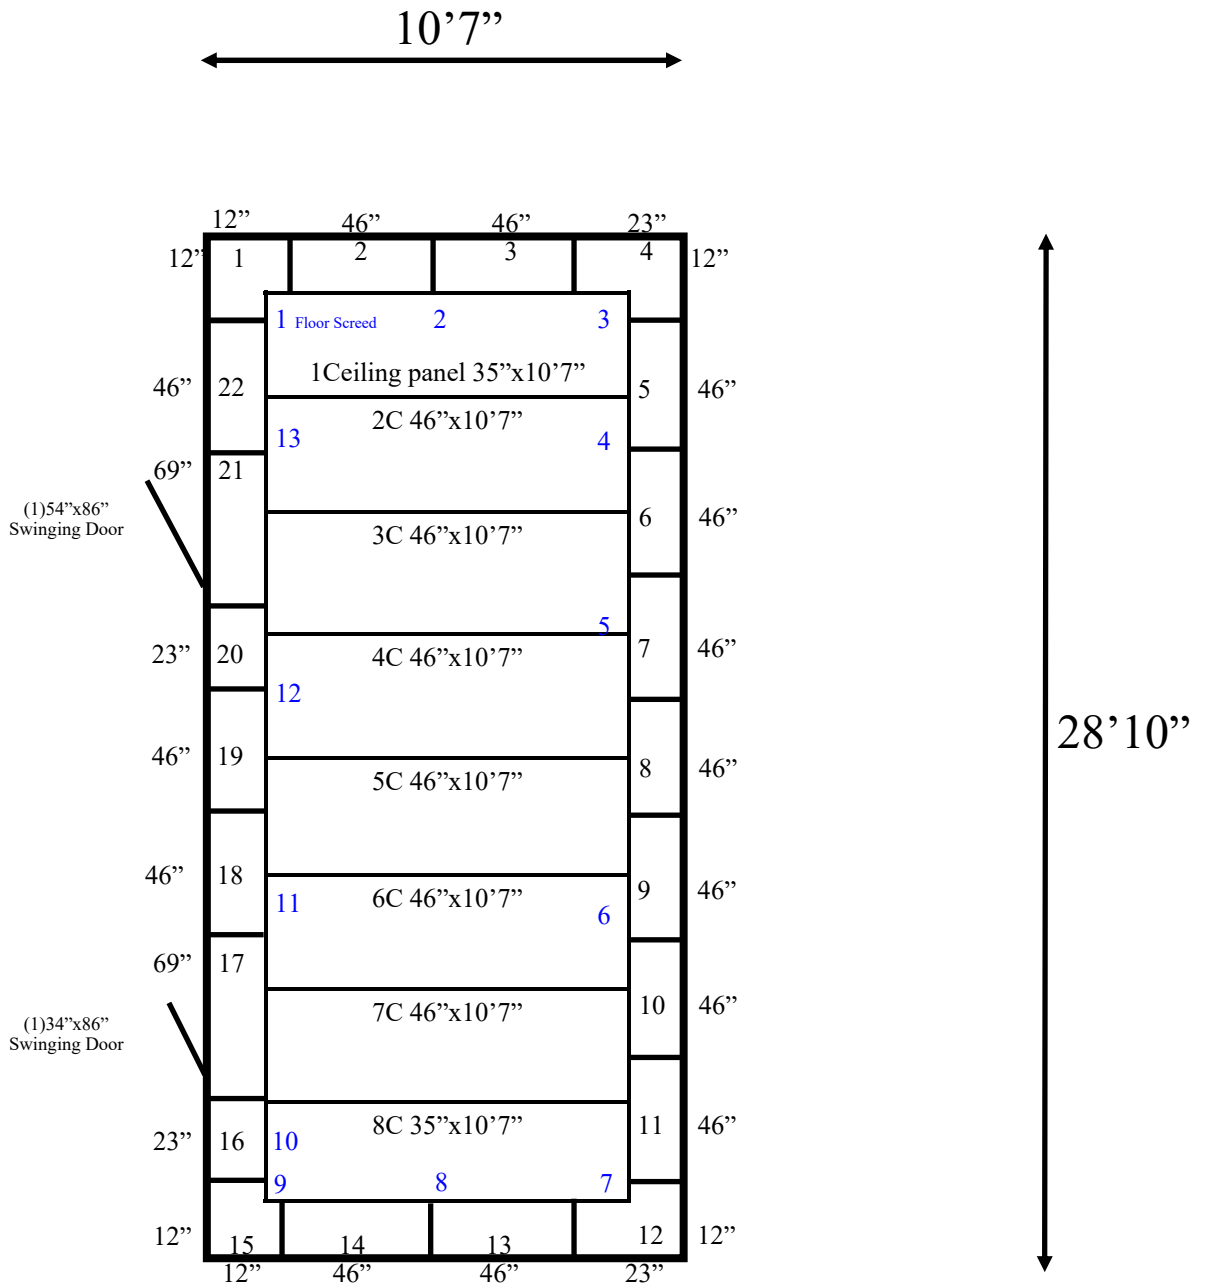 10’7”
12” 46” 46” 23”
12” 1 2 3 4 12”
1 Floor Screed 2 3
1Ceiling panel 35”x10’7”
46” 22 5 46”
2C 46”x10’7”
13 4
69” 21
(1)54”x86”
Swinging Door
6 46”
3C 46”x10’7”
5
23” 20 7 46”
4C 46”x10’7”
12
28’10”
46” 19 8 46”
5C 46”x10’7”
46” 18 9 46”
11 6C 46”x10’7” 6
69” 17
10 46”
7C 46”x10’7”
(1)34”x86”
Swinging Door
8C 35”x10’7” 11 46”
23” 16 10
9 8 7
12” 15 14 13 12 12”
12” 46” 46” 23”